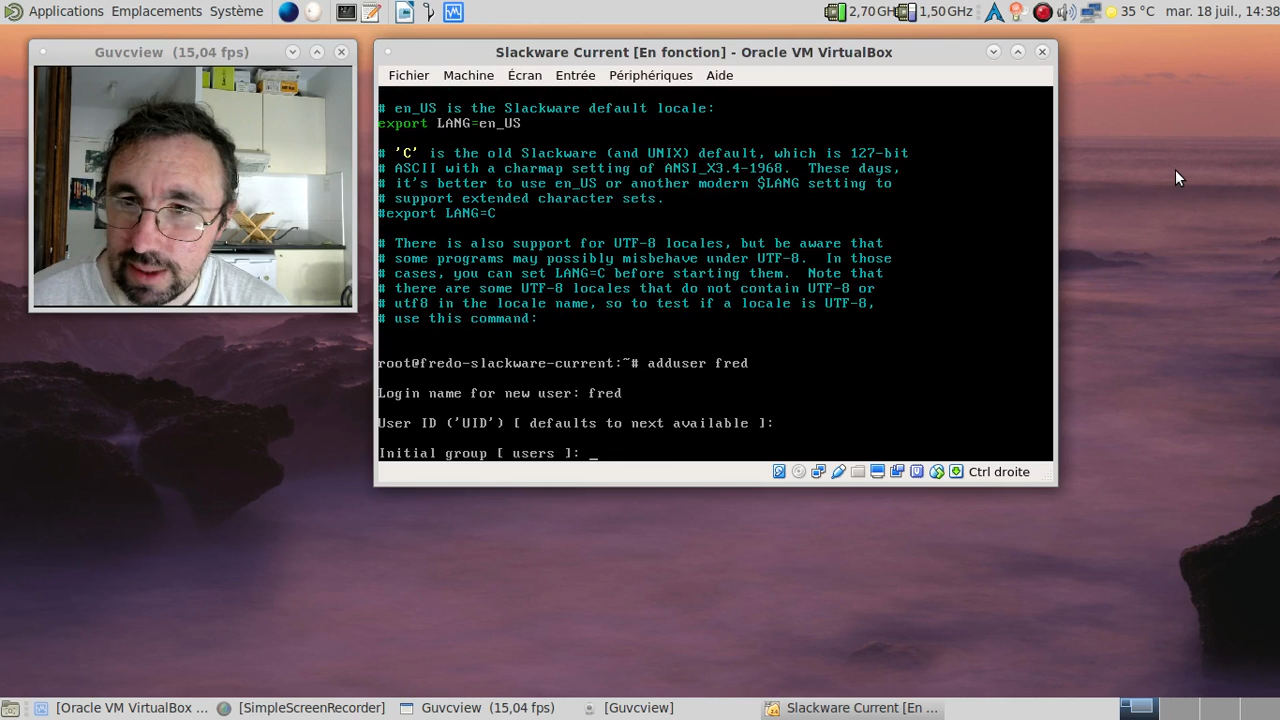 Applications Emplacements Système
2,70 GH 1,50 GHZ 35 °C mar. 18 juil., 14:38
Guvcview (15,04 fps)
Slackware Current [En fonction] - Oracle VM VirtualBox
Fichier Machine Écran Entrée Périphériques Aide
# en_US is the Slackware default locale:
export LANG=en_US
# 'C' is the old Slackware (and UNIX) default, which is 127-bit
# ASCII with a charmap setting of ANSI_X3.4-1968. These days,
# it's better to use en_US or another modern $LANG setting to
# support extended character sets.
#export LANG=C
# There is also support for UTF-8 locales, but be aware that
# some programs may possibly misbehave under UTF-8. In those
# cases, you can set LANG=C before starting them. Note that
# there are some UTF-8 locales that do not contain UTF-8 or
# utf8 in the locale name, so to test if a locale is UTF-8,
# use this command:
root@fredo-slackware-current:~# adduser fred
Login name for new user: fred
User ID ('UID') [ defaults to next available ]:
Initial group [ users ]: _
Ctrl droite
[Oracle VM VirtualBox ... [SimpleScreenRecorder] Guvcview (15,04 fps) [Guvcview] Slackware Current [En ...